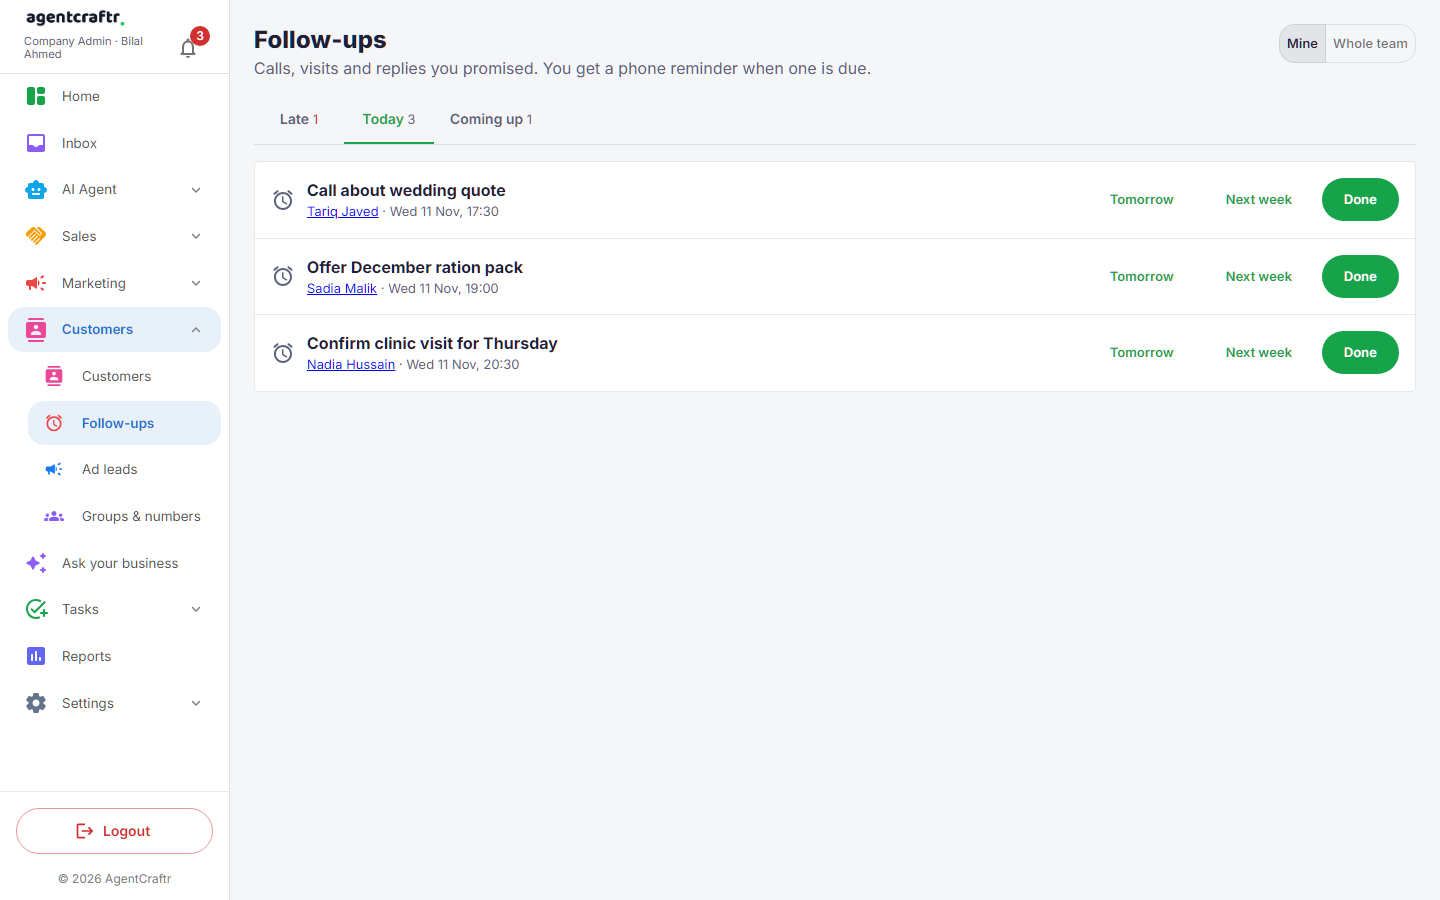 agentcraftr.
Company Admin · Bilal
Ahmed
3
Home
Inbox
AI Agent
Sales
Marketing
Customers
Customers
Follow-ups
Ad leads
Groups & numbers
Ask your business
Tasks
Reports
Settings
Logout
© 2026 AgentCraftr
Follow-ups
Calls, visits and replies you promised. You get a phone reminder when one is due.
Mine Whole team
Late 1 Today 3 Coming up 1
Call about wedding quote
Tariq Javed · Wed 11 Nov, 17:30
Tomorrow Next week Done
Offer December ration pack
Sadia Malik · Wed 11 Nov, 19:00
Tomorrow Next week Done
Confirm clinic visit for Thursday
Nadia Hussain · Wed 11 Nov, 20:30
Tomorrow Next week Done